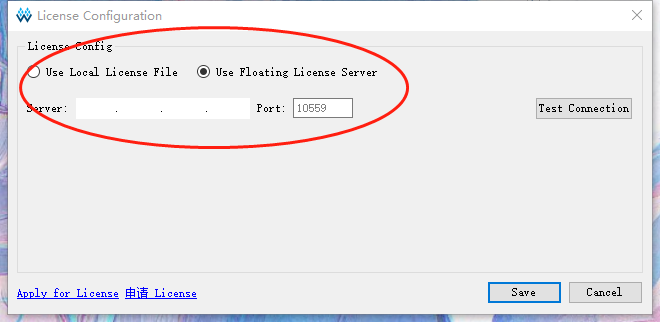 License Configuration
License Config
Use Local License File Use Floating License Server
Server: . . . Port: 10559 Test Connection
Apply for License 申请 License Save Cancel